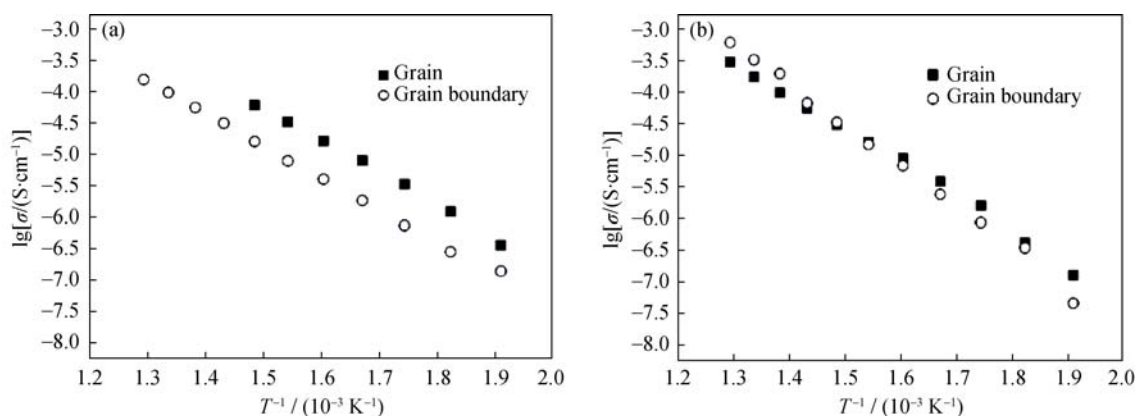 (a)
Grain
Grain boundary
lg[σ/(S·cm⁻¹)]
−3.0
−3.5
−4.0
−4.5
−5.0
−5.5
−6.0
−6.5
−7.0
−7.5
−8.0
1.2 1.3 1.4 1.5 1.6 1.7 1.8 1.9 2.0
T⁻¹ / (10⁻³ K⁻¹)
(b)
Grain
Grain boundary
lg[σ/(S·cm⁻¹)]
−3.0
−3.5
−4.0
−4.5
−5.0
−5.5
−6.0
−6.5
−7.0
−7.5
−8.0
1.2 1.3 1.4 1.5 1.6 1.7 1.8 1.9 2.0
T⁻¹ / (10⁻³ K⁻¹)